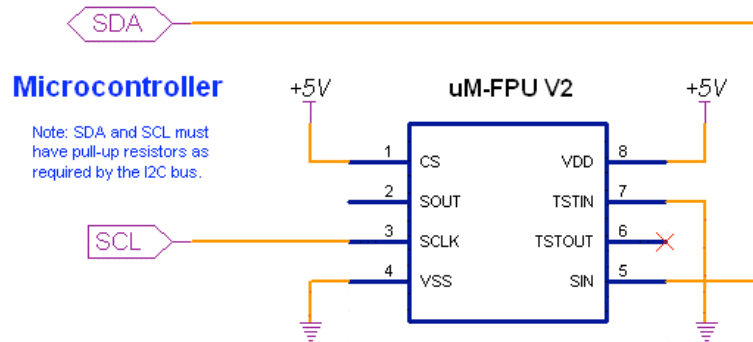 SDA
Microcontroller
+5V
uM-FPU V2
+5V
Note: SDA and SCL must
have pull-up resistors as
required by the I2C bus.
1 CS VDD 8
2 SOUT TSTIN 7
SCL
3 SCLK TSTOUT 6
4 VSS SIN 5